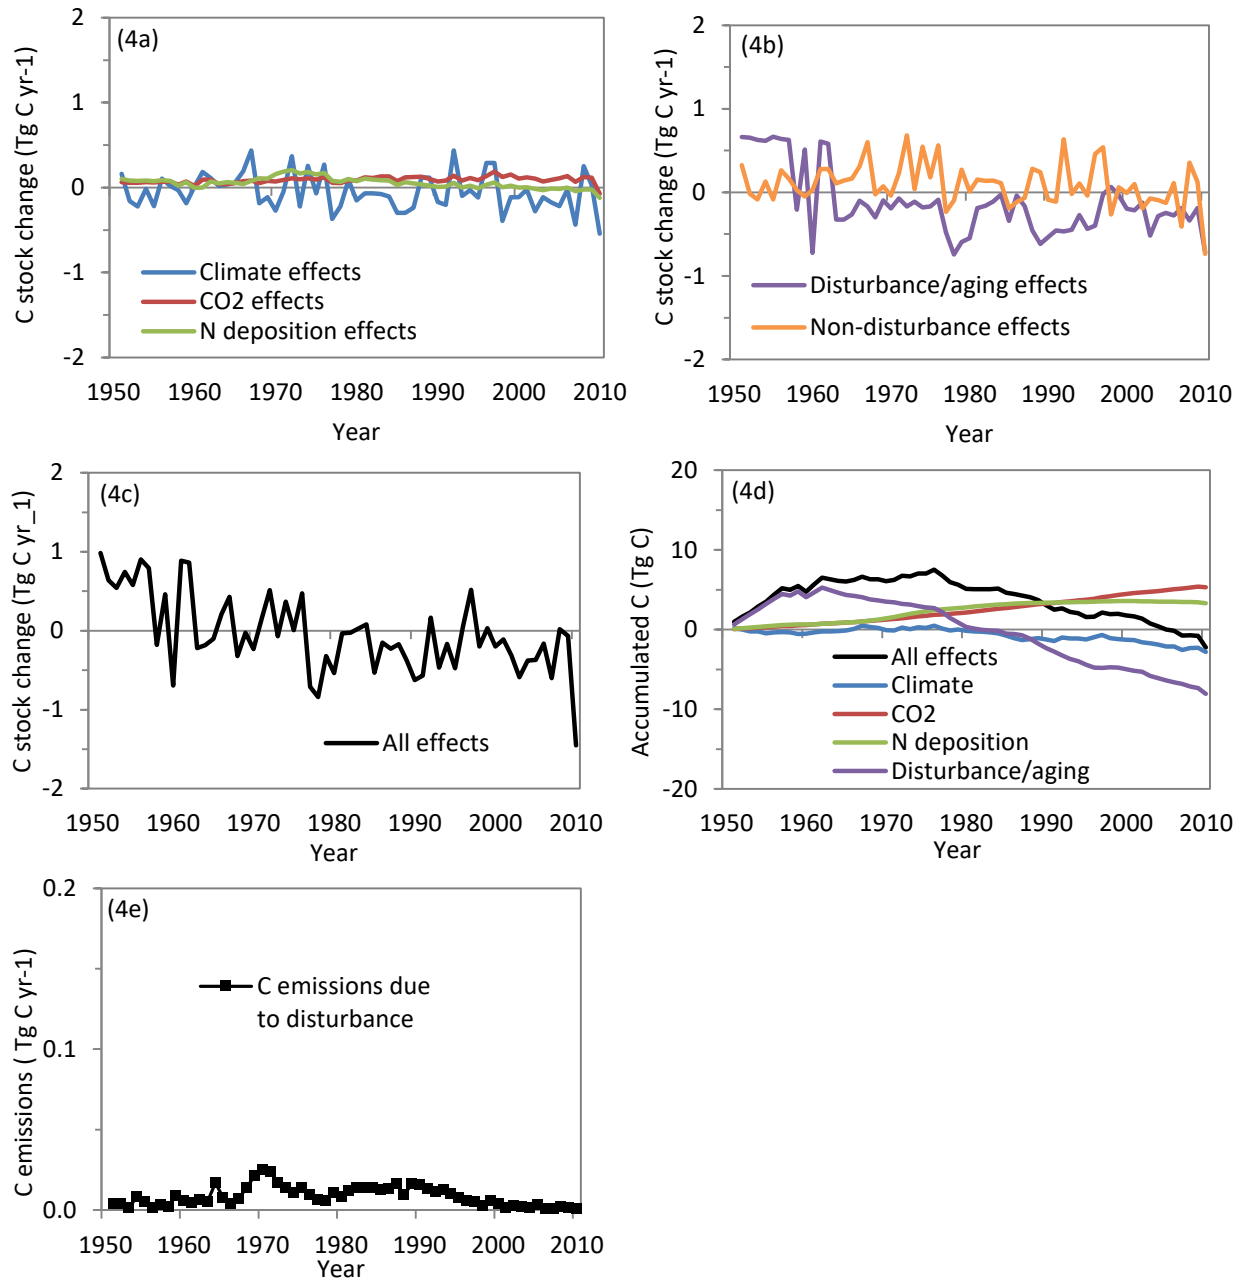 (4a)
C stock change (Tg C yr-1)
2
1
0
-1
-2
Climate effects
CO2 effects
N deposition effects
1950 1960 1970 1980 1990 2000 2010
Year
(4b)
C stock change (Tg C yr-1)
2
1
0
-1
-2
Disturbance/aging effects
Non-disturbance effects
1950 1960 1970 1980 1990 2000 2010
Year
(4c)
C stock change (Tg C yr_1)
2
1
0
-1
-2
All effects
1950 1960 1970 1980 1990 2000 2010
Year
(4d)
Accumulated C (Tg C)
20
10
0
-10
-20
All effects
Climate
CO2
N deposition
Disturbance/aging
1950 1960 1970 1980 1990 2000 2010
Year
(4e)
C emissions ( Tg C yr-1)
0.2
0.1
0.0
C emissions due
to disturbance
1950 1960 1970 1980 1990 2000 2010
Year